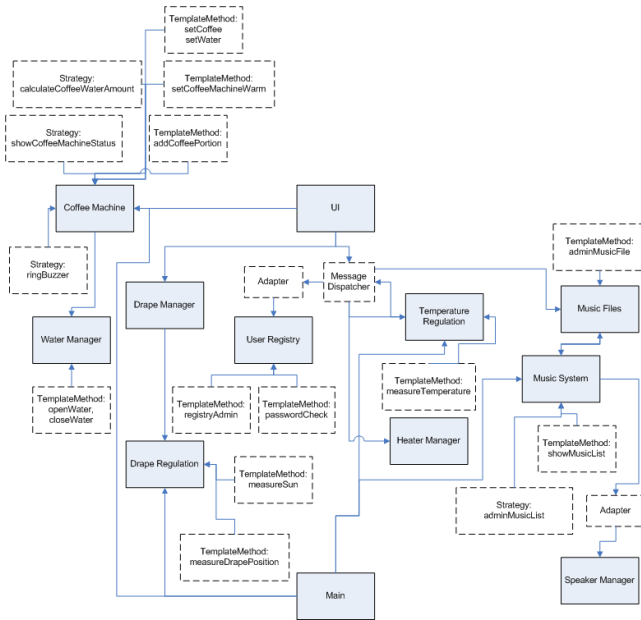 TemplateMethod:
setCoffee
setWater
Strategy:
calculateCoffeeWaterAmount
TemplateMethod:
setCoffeeMachineWarm
Strategy:
showCoffeeMachineStatus
TemplateMethod:
addCoffeePortion
Coffee Machine
UI
Strategy:
ringBuzzer
TemplateMethod:
adminMusicFile
Adapter
Message
Dispatcher
Drape Manager
Temperature
Regulation
Music Files
Water Manager
User Registry
Music System
TemplateMethod:
openWater,
closeWater
TemplateMethod:
registryAdmin
TemplateMethod:
passwordCheck
TemplateMethod:
measureTemperature
Heater Manager
TemplateMethod:
showMusicList
Drape Regulation
TemplateMethod:
measureSun
Strategy:
adminMusicList
Adapter
TemplateMethod:
measureDrapePosition
Main
Speaker Manager